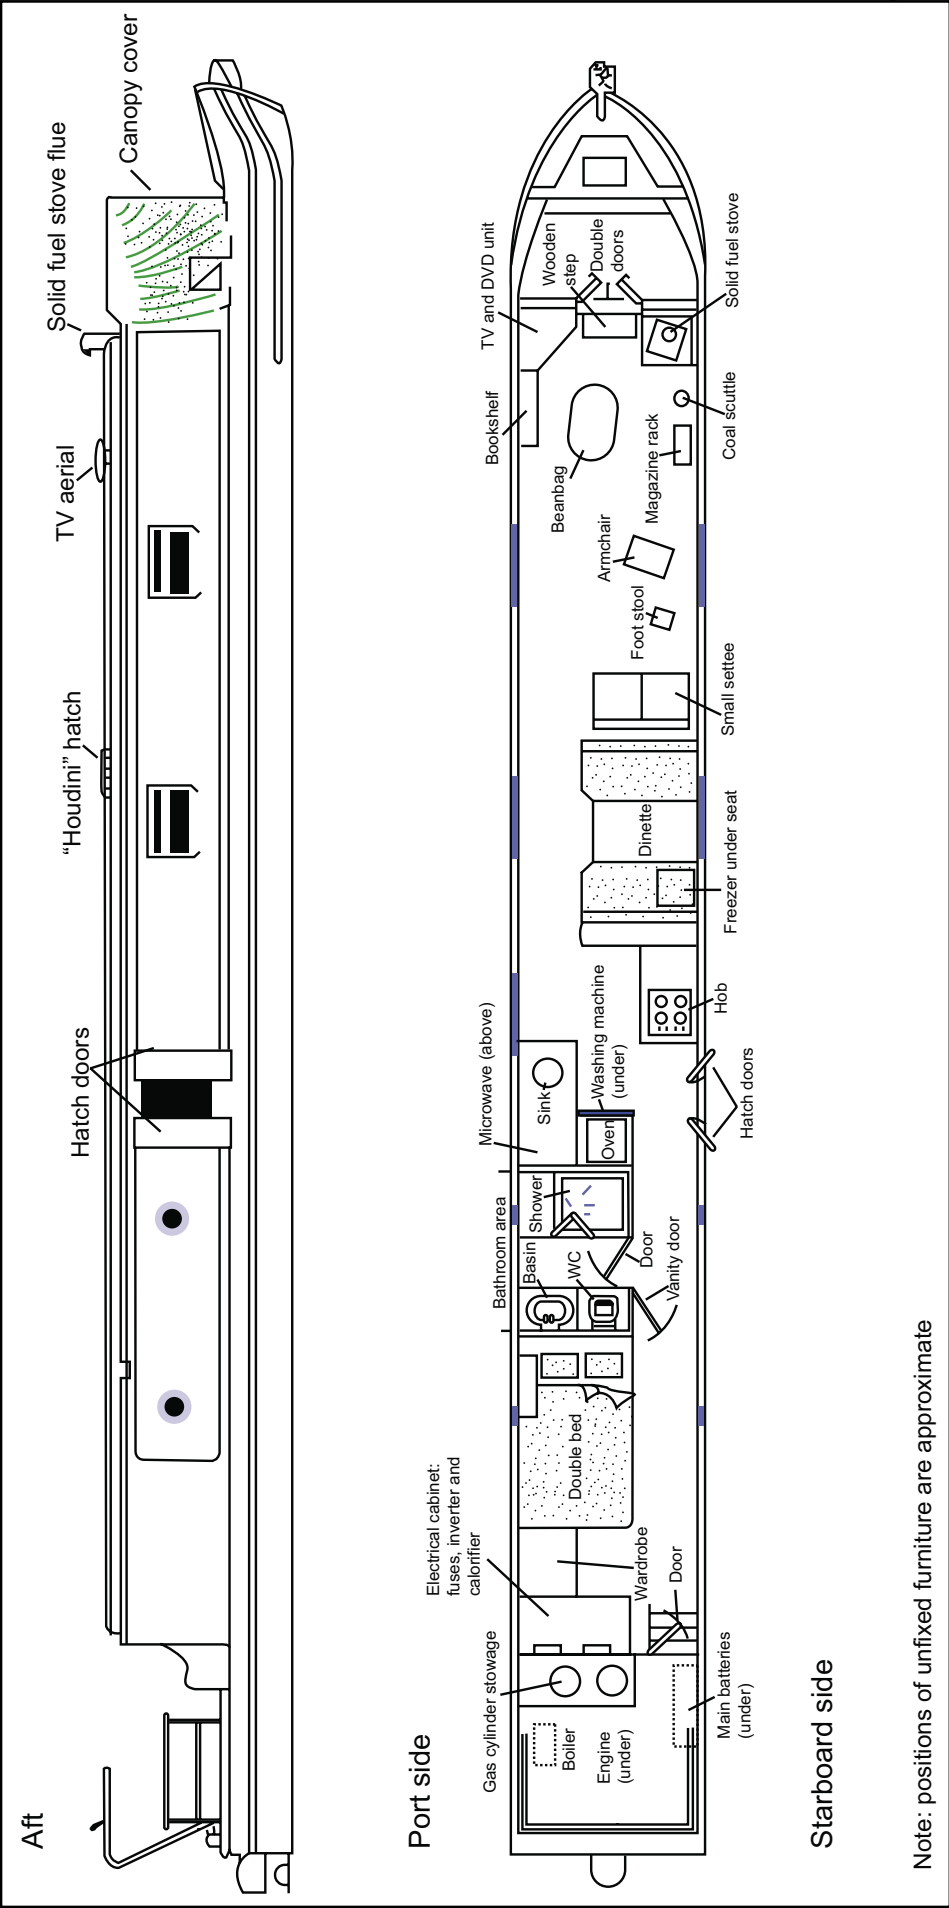 Aft
Hatch doors
“Houdini” hatch
TV aerial
Solid fuel stove flue
Canopy cover
Port side
Electrical cabinet:
fuses, inverter and
calorifier
Gas cylinder stowage
Bathroom area
Microwave (above)
Bookshelf
TV and DVD unit
Boiler
Engine
(under)
Double bed
Basin
WC
Shower
Sink
Oven
Washing machine
(under)
Dinette
Beanbag
Armchair
Foot stool
Magazine rack
Wooden
step
Double
doors
Main batteries
(under)
Door
Wardrobe
Vanity door
Door
Hatch doors
Hob
Freezer under seat
Small settee
Coal scuttle
Solid fuel stove
Starboard side
Note: positions of unfixed furniture are approximate